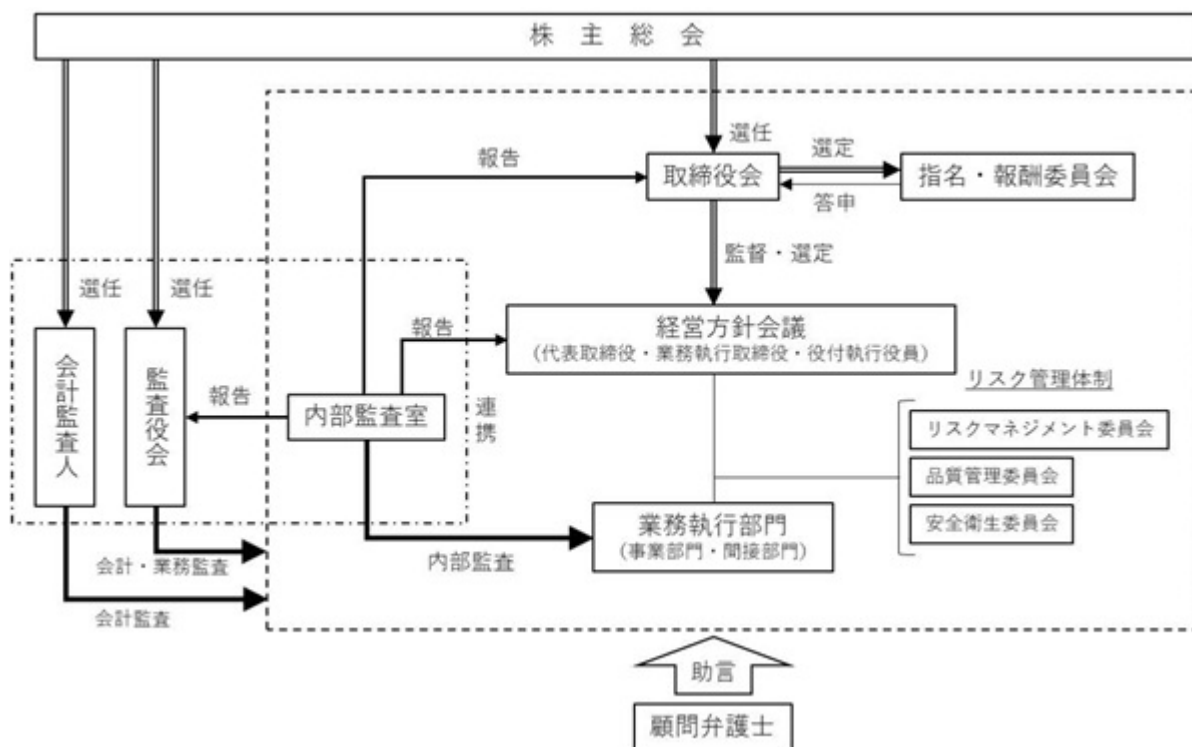 株主総会
選任
報告
選定
取締役会
指名・報酬委員会
答申
監督・選定
選任
選任
経営方針会議
(代表取締役・業務執行取締役・役付執行役員)
報告
リスク管理体制
会計監査人
監査役会
報告
内部監査室
連携
リスクマネジメント委員会
品質管理委員会
業務執行部門
(事業部門・間接部門)
安全衛生委員会
内部監査
会計・業務監査
会計監査
助言
顧問弁護士